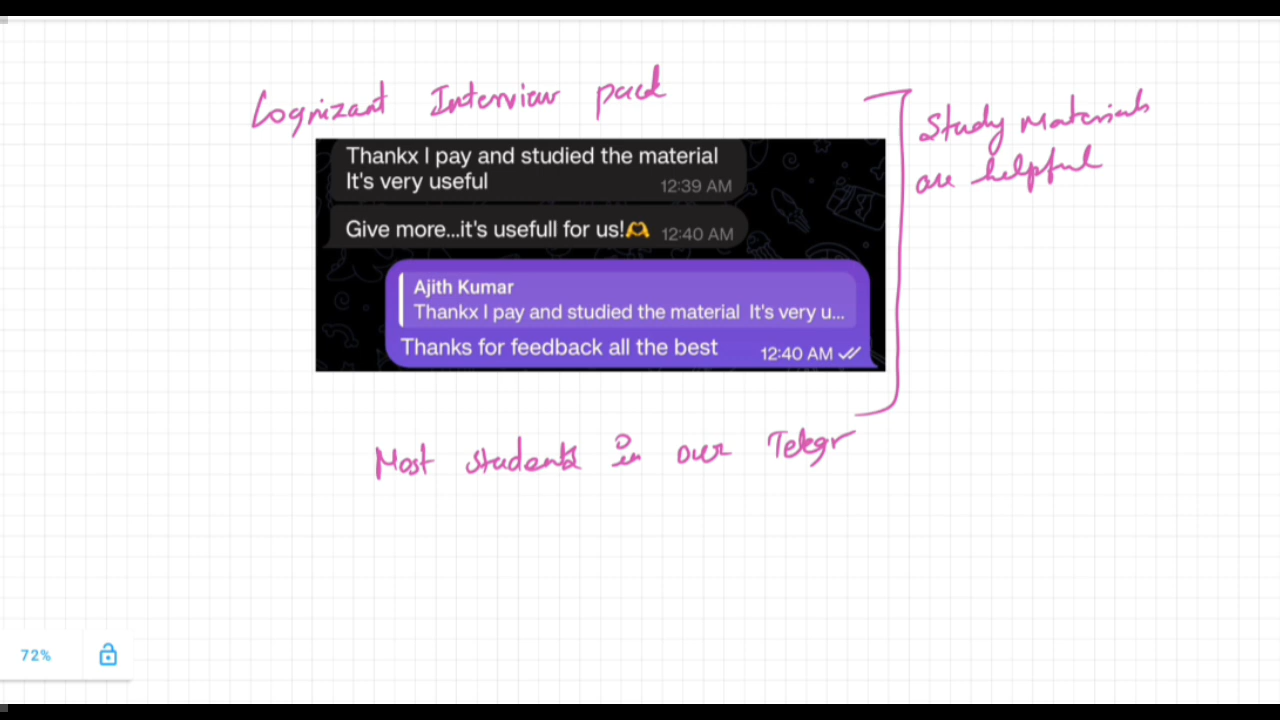 Cognizant Interview pack
Thankx I pay and studied the material
It's very useful
12:39 AM
Give more...it's usefull for us!🫶
12:40 AM
Ajith Kumar
Thankx I pay and studied the material It's very u...
Thanks for feedback all the best
12:40 AM
Study Materials
are helpful
Most students in our Telegr
72%